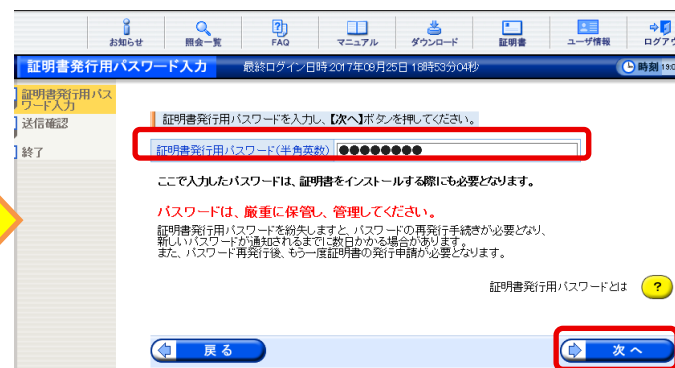 お知らせ 照会一覧 FAQ マニュアル ダウンロード 証明書 ユーザ情報 ログアウ
証明書発行用パスワード入力 最終ログイン日時 2017年09月25日 18時53分04秒 時刻 19:0
証明書発行用パス
ワード入力
送信確認
終了
証明書発行用パスワードを入力し、【次へ】ボタンを押してください。
証明書発行用パスワード(半角英数) ●●●●●●●●
ここで入力したパスワードは、証明書をインストールする際にも必要となります。
パスワードは、厳重に保管し、管理してください。
証明書発行用パスワードを紛失しますと、パスワードの再発行手続きが必要となり、
新しいパスワードが通知されるまでに数日かかる場合があります。
また、パスワード再発行後、もう一度証明書の発行申請が必要となります。
証明書発行用パスワードとは ?
戻る 次へ